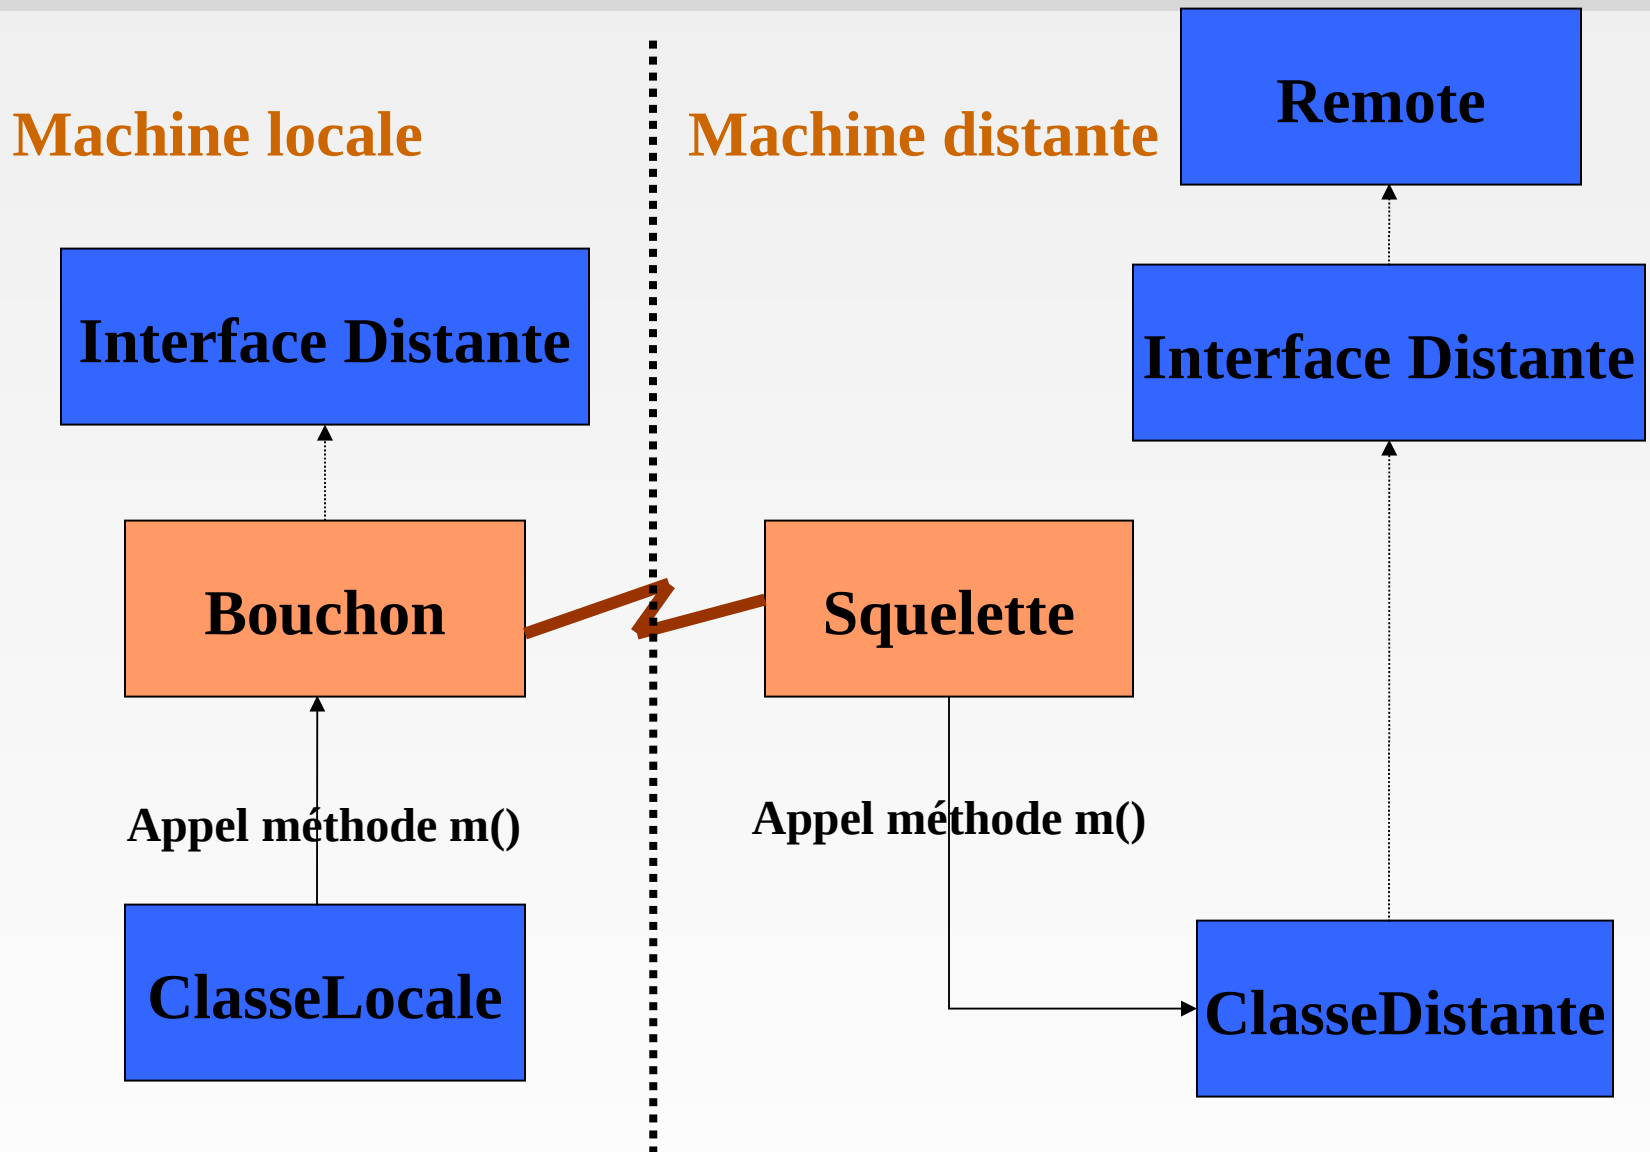 Remote
Machine locale
Machine distante
Interface Distante
Interface Distante
Bouchon
Squelette
Appel méthode m()
Appel méthode m()
ClasseLocale
ClasseDistante